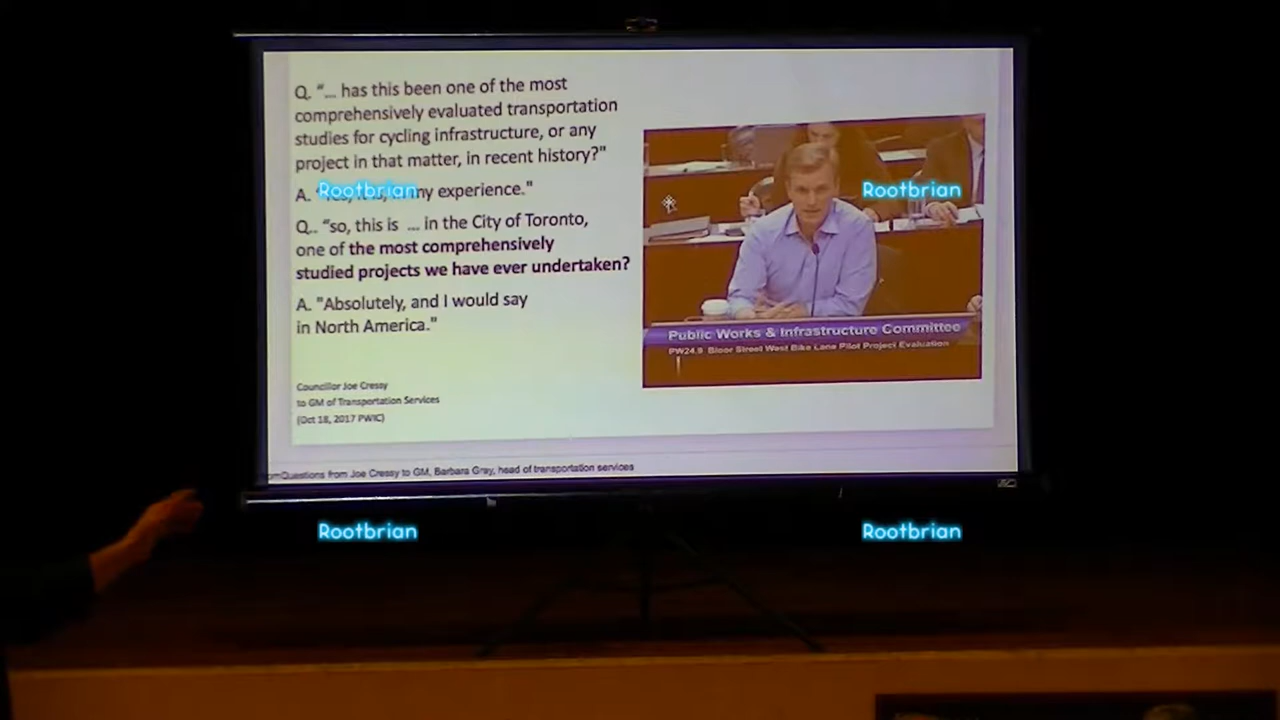 Q. "... has this been one of the most
comprehensively evaluated transportation
studies for cycling infrastructure, or any
project in that matter, in recent history?"
A. my experience."
Rootbrian
Rootbrian
Q.. "so, this is ... in the City of Toronto,
one of the most comprehensively
studied projects we have ever undertaken?
A. "Absolutely, and I would say
in North America."
Public Works & Infrastructure Committee
PW24.9 Bloor Street West Bike Lane Pilot Project Evaluation
Councillor Joe Cressy
to GM of Transportation Services
(Oct 18, 2017 PWIC)
Questions from Joe Cressy to GM, Barbara Gray, head of transportation services
Rootbrian
Rootbrian